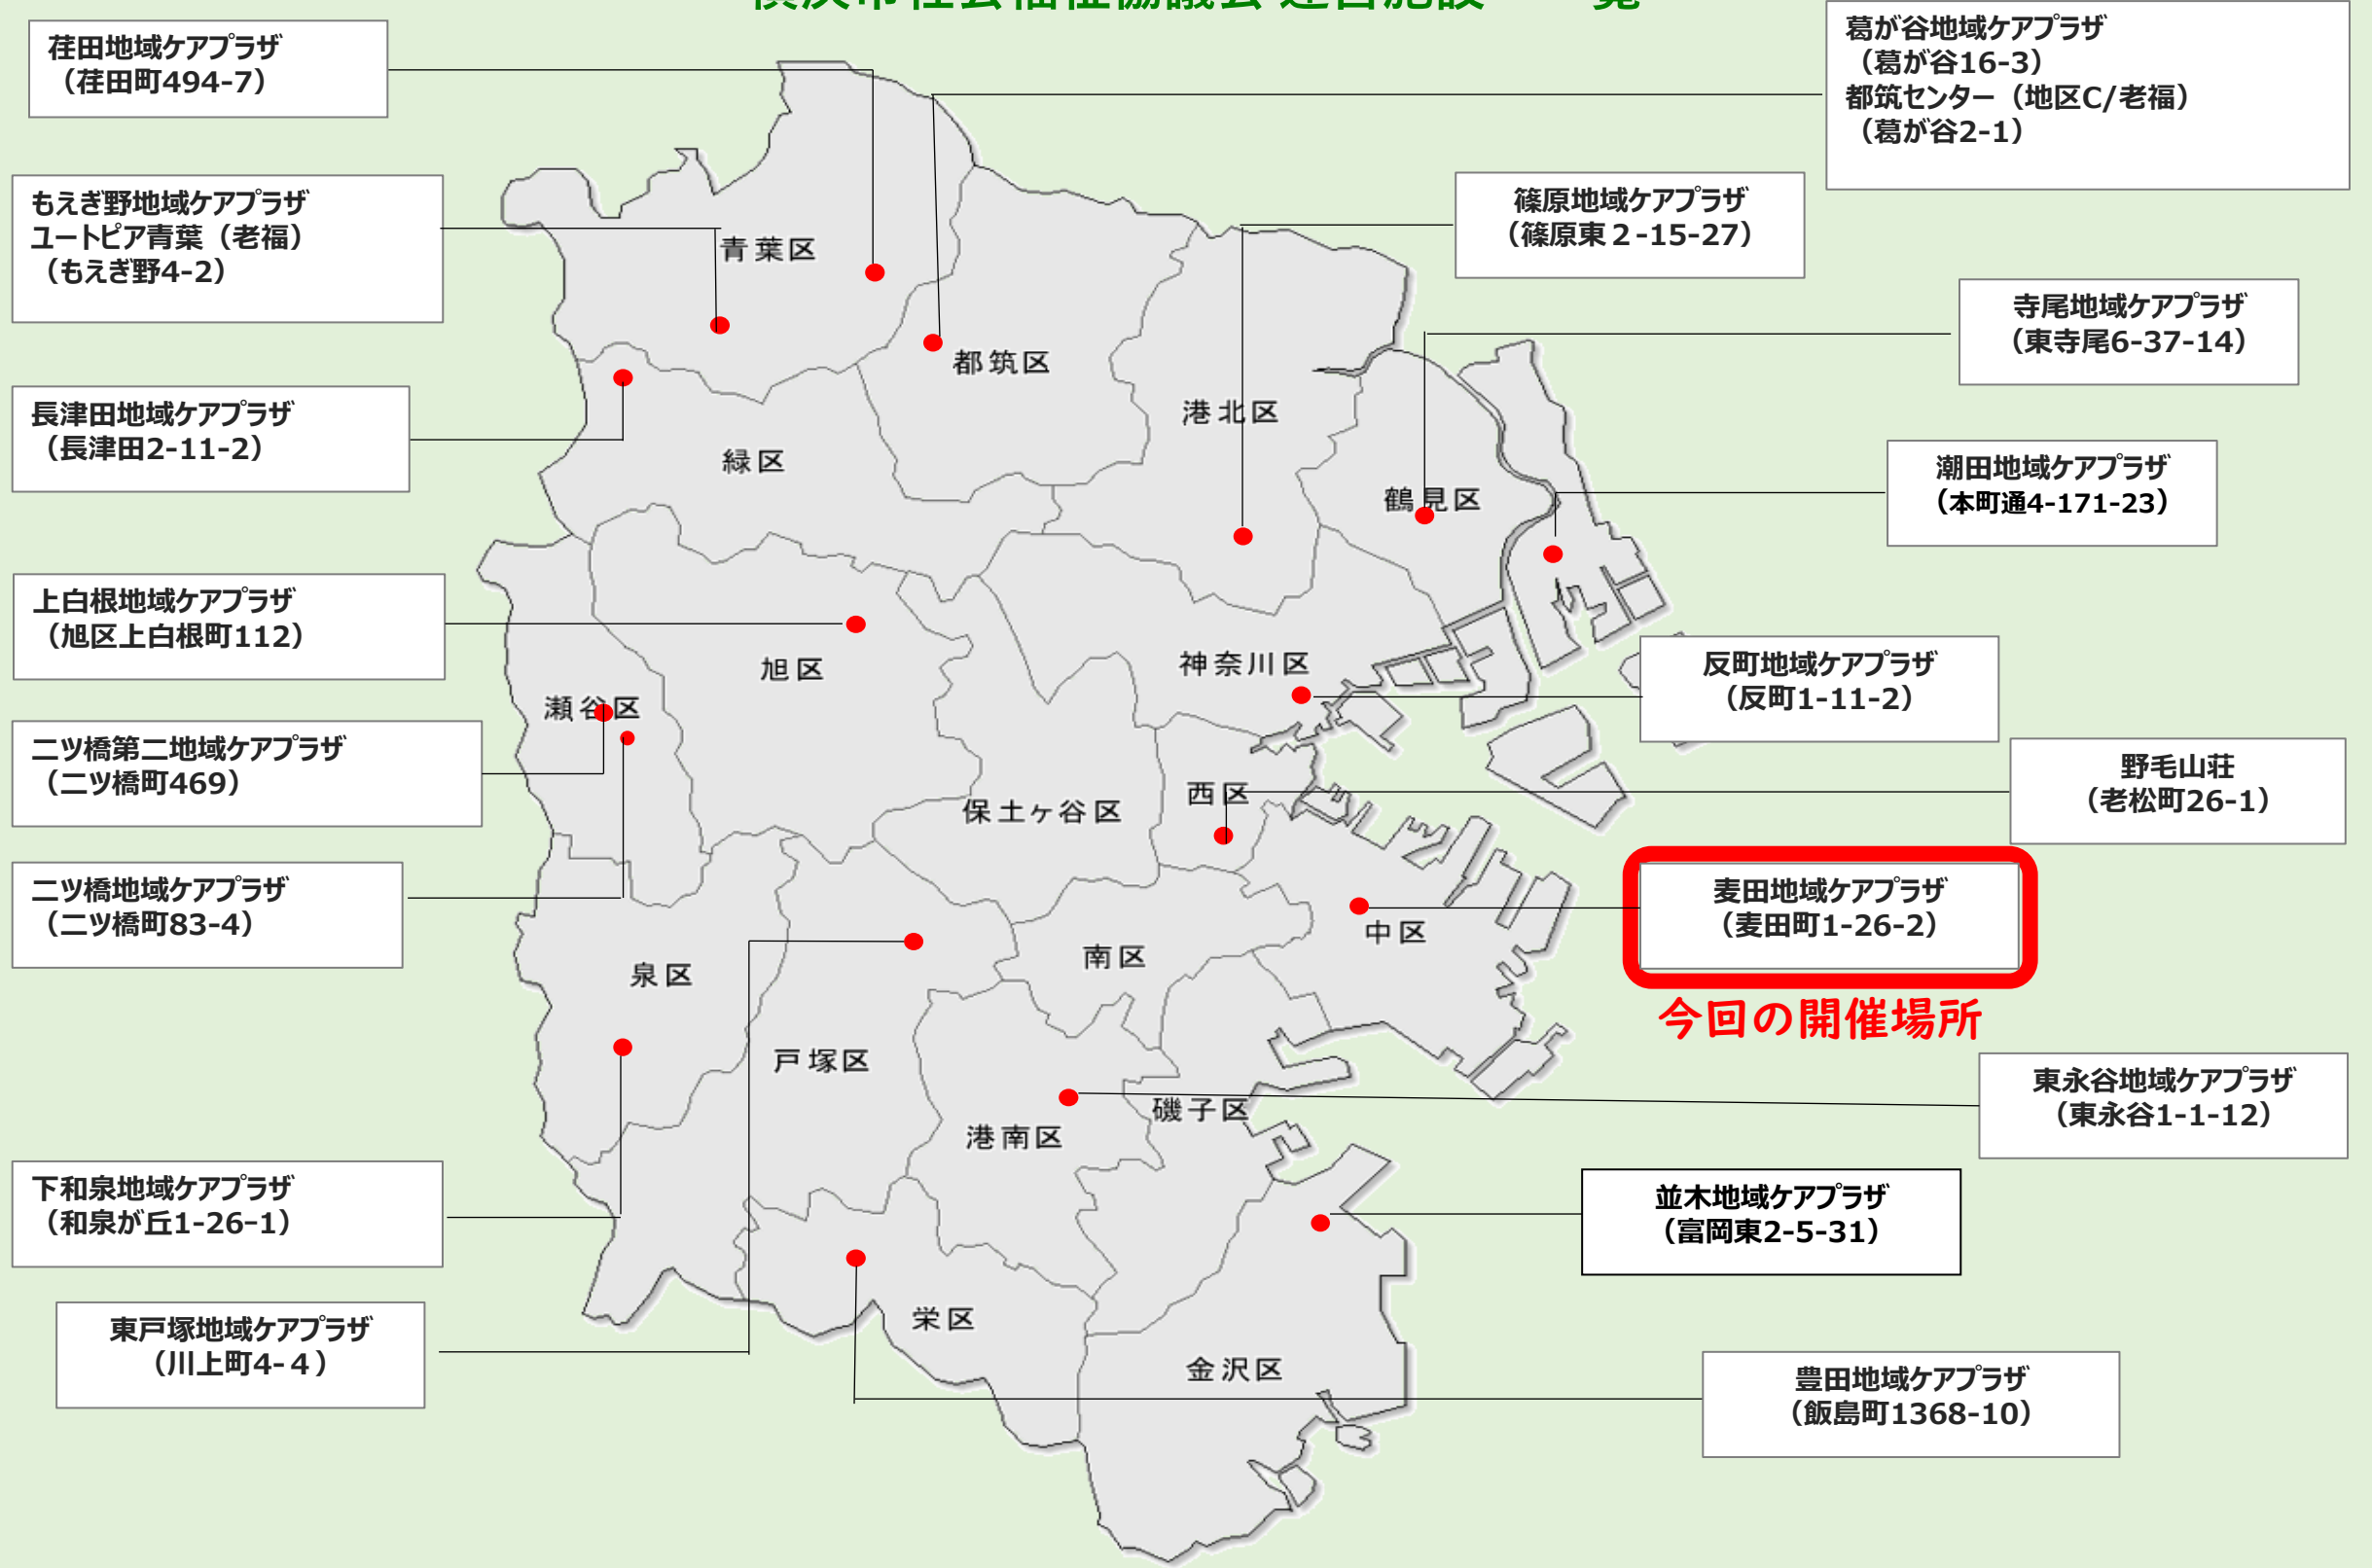 横浜市社会福祉協議会 運営施設 一覧
荏田地域ケアプラザ
（荏田町494-7）
葛が谷地域ケアプラザ
（葛が谷16-3）
都筑センター（地区C/老福）
（葛が谷2-1）
もえぎ野地域ケアプラザ
ユートピア青葉（老福）
（もえぎ野4-2）
篠原地域ケアプラザ
（篠原東２-15-27）
寺尾地域ケアプラザ
（東寺尾6-37-14）
長津田地域ケアプラザ
（長津田2-11-2）
潮田地域ケアプラザ
（本町通4-171-23）
上白根地域ケアプラザ
（旭区上白根町112）
反町地域ケアプラザ
（反町1-11-2）
二ツ橋第二地域ケアプラザ
（二ツ橋町469）
野毛山荘
（老松町26-1）
二ツ橋地域ケアプラザ
（二ツ橋町83-4）
麦田地域ケアプラザ
（麦田町1-26-2）
今回の開催場所
東永谷地域ケアプラザ
（東永谷1-1-12）
下和泉地域ケアプラザ
（和泉が丘1-26-1）
並木地域ケアプラザ
（富岡東2-5-31）
東戸塚地域ケアプラザ
（川上町4-４）
豊田地域ケアプラザ
（飯島町1368-10）
青葉区
都筑区
港北区
緑区
鶴見区
神奈川区
旭区
瀬谷区
西区
保土ヶ谷区
中区
南区
泉区
戸塚区
磯子区
港南区
栄区
金沢区